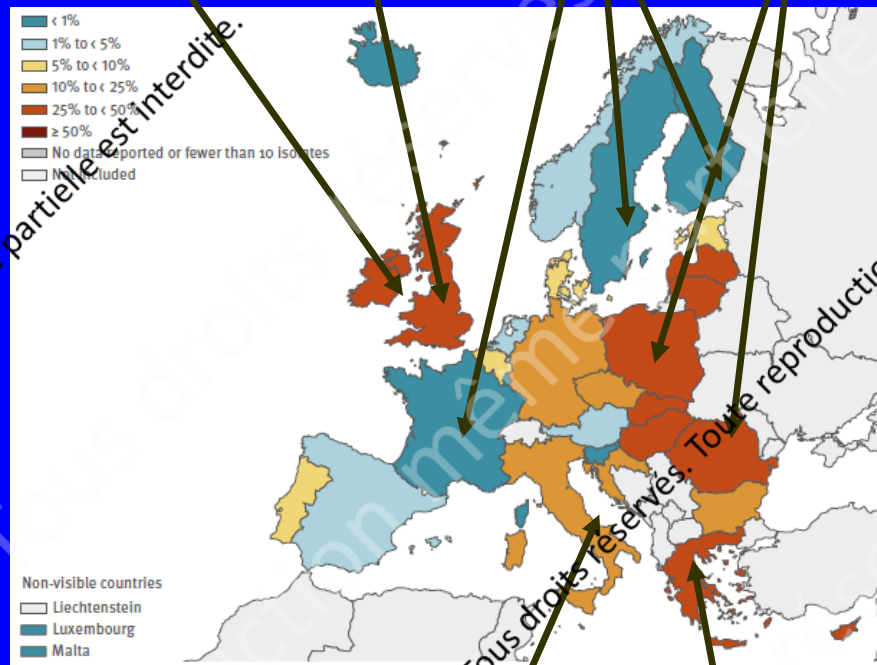 < 1%
1% to < 5%
5% to < 10%
10% to < 25%
25% to < 50%
≥ 50%
No data reported or fewer than 10 isolates
Not included
partielle est interdite.
Tous droits réservés. Toute reproductio
Non-visible countries
Liechtenstein
Luxembourg
Malta